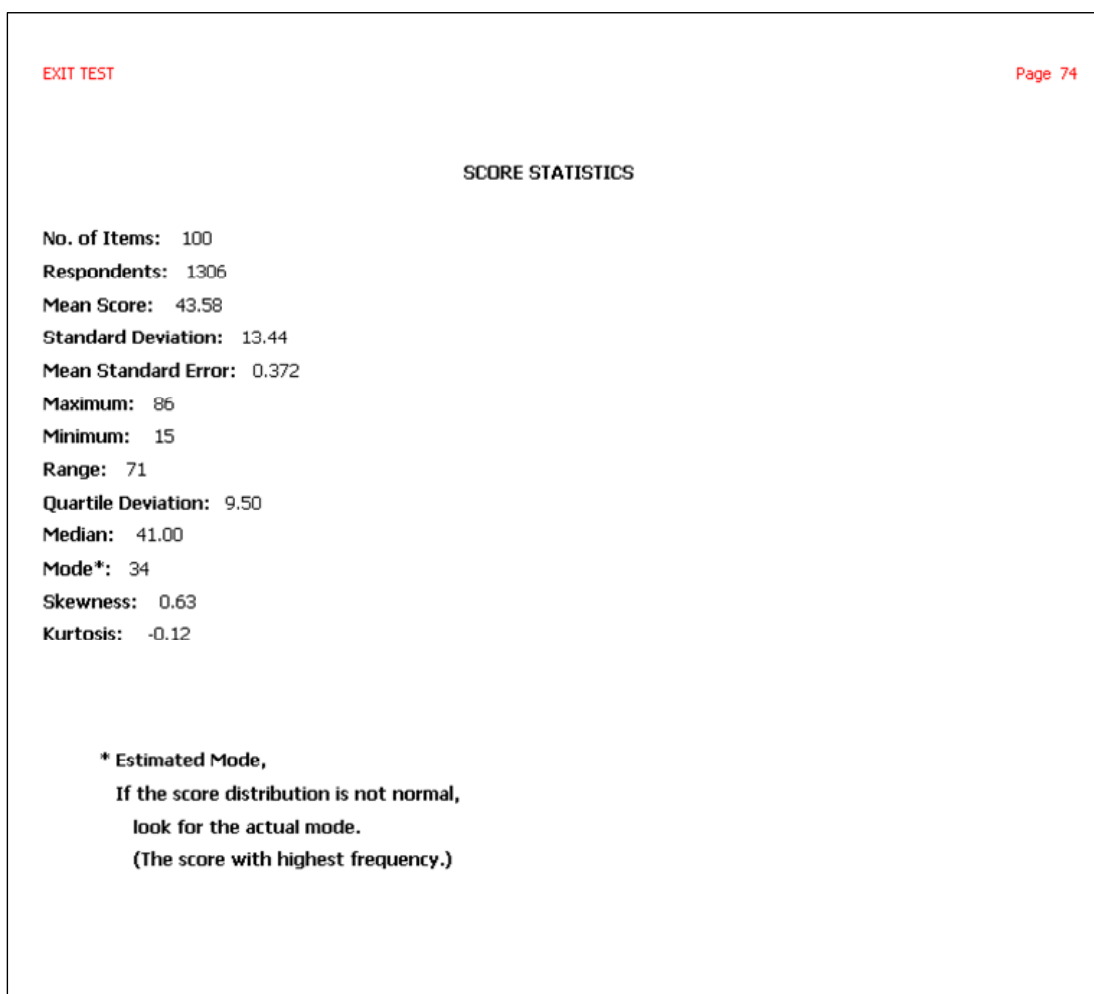 EXIT TEST Page 74
SCORE STATISTICS
No. of Items: 100
Respondents: 1306
Mean Score: 43.58
Standard Deviation: 13.44
Mean Standard Error: 0.372
Maximum: 86
Minimum: 15
Range: 71
Quartile Deviation: 9.50
Median: 41.00
Mode*: 34
Skewness: 0.63
Kurtosis: -0.12
* Estimated Mode,
If the score distribution is not normal,
look for the actual mode.
(The score with highest frequency.)